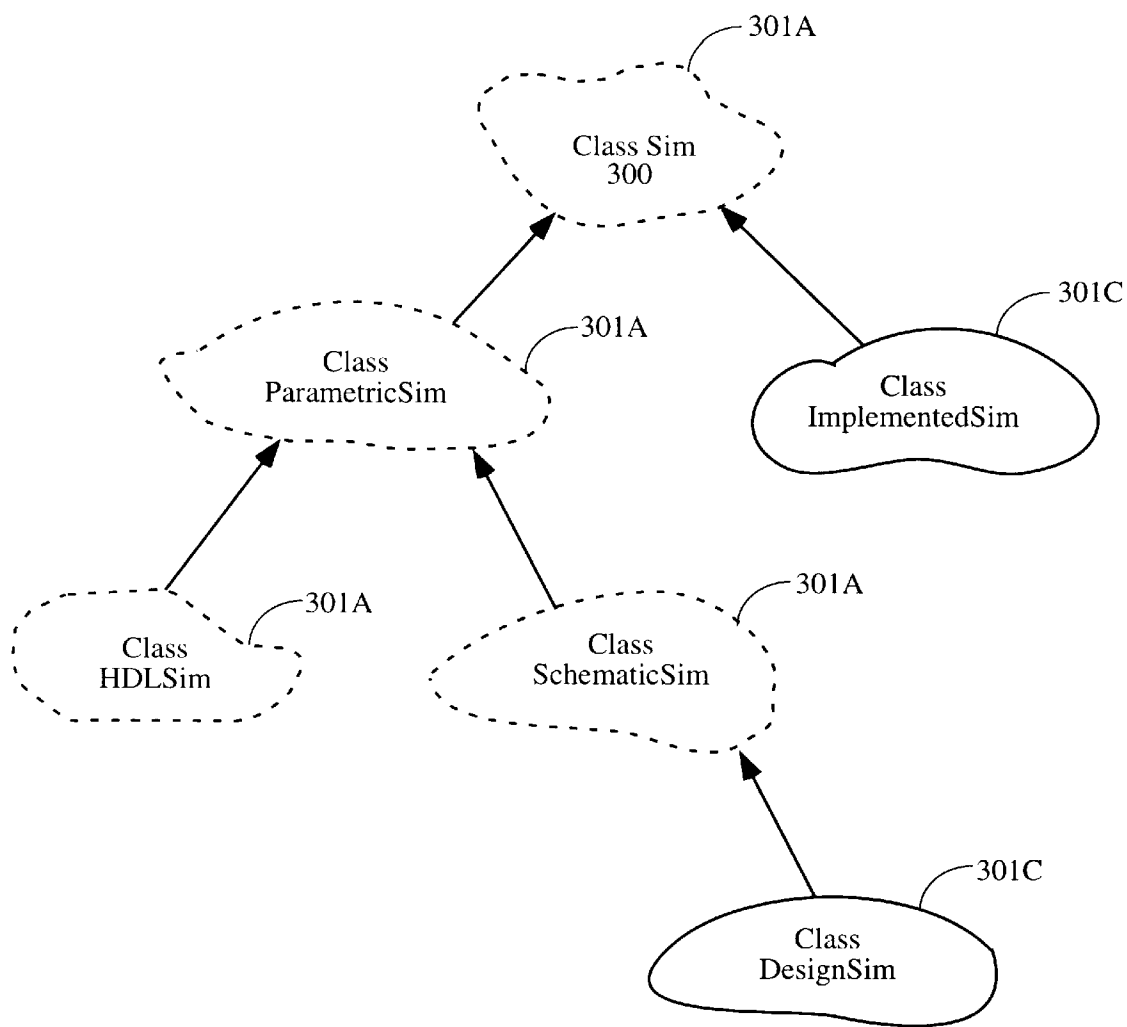 301A
Class Sim
300
301C
301A
Class
ParametricSim
Class
ImplementedSim
301A
301A
Class
HDLSim
Class
SchematicSim
301C
Class
DesignSim